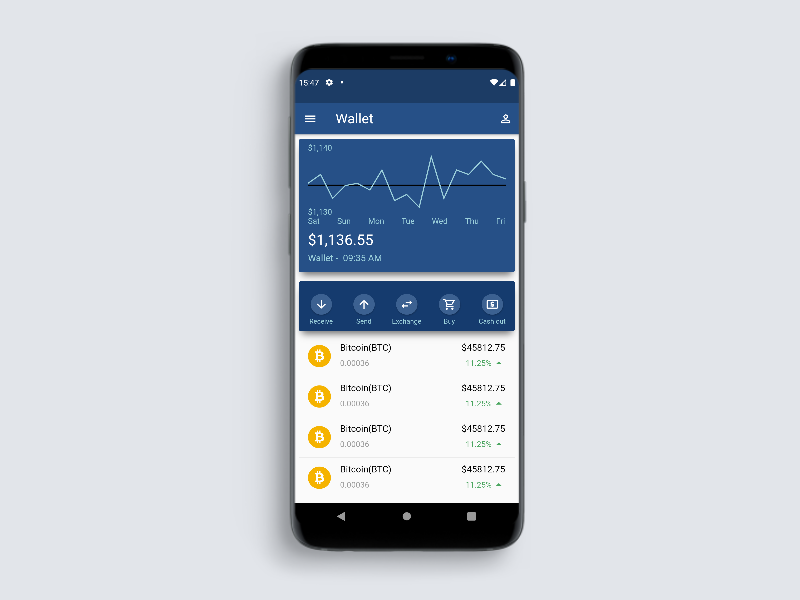 15:47
Wallet
$1,140
$1,130
Sat Sun Mon Tue Wed Thu Fri
$1,136.55
Wallet - 09:35 AM
Receive Send Exchange Buy Cash out
Bitcoin(BTC) $45812.75
0.00036 11.25%
Bitcoin(BTC) $45812.75
0.00036 11.25%
Bitcoin(BTC) $45812.75
0.00036 11.25%
Bitcoin(BTC) $45812.75
0.00036 11.25%